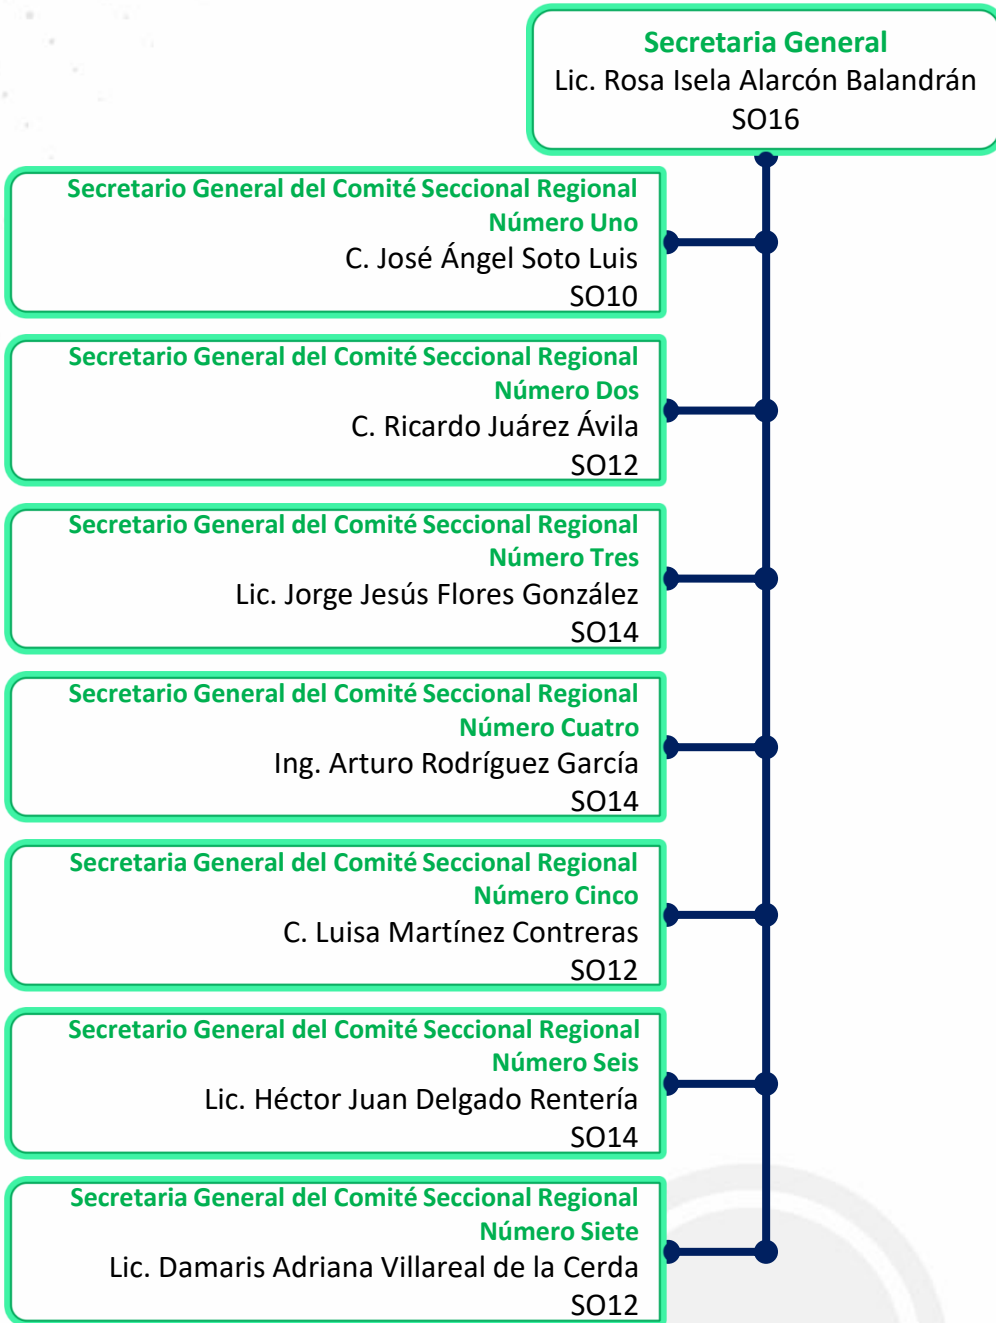 Secretaria General
Lic. Rosa Isela Alarcón Balandrán
SO16
Secretario General del Comité Seccional Regional
Número Uno
C. José Ángel Soto Luis
SO10
Secretario General del Comité Seccional Regional
Número Dos
C. Ricardo Juárez Ávila
SO12
Secretario General del Comité Seccional Regional
Número Tres
Lic. Jorge Jesús Flores González
SO14
Secretario General del Comité Seccional Regional
Número Cuatro
Ing. Arturo Rodríguez García
SO14
Secretaria General del Comité Seccional Regional
Número Cinco
C. Luisa Martínez Contreras
SO12
Secretario General del Comité Seccional Regional
Número Seis
Lic. Héctor Juan Delgado Rentería
SO14
Secretaria General del Comité Seccional Regional
Número Siete
Lic. Damaris Adriana Villareal de la Cerda
SO12